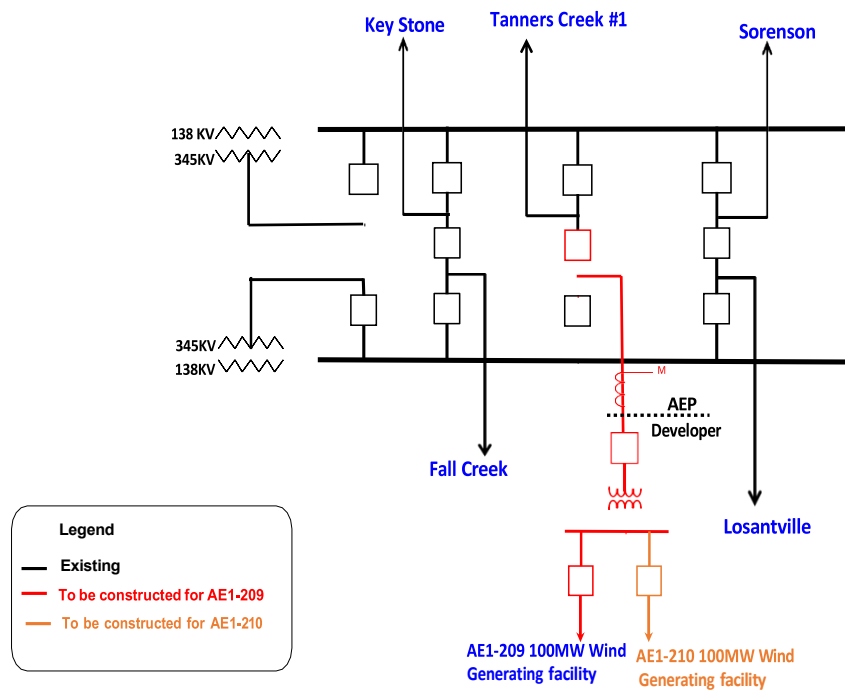 Key Stone
Tanners Creek #1
Sorenson
138 KV
345KV
345KV
138KV
M
AEP
Developer
Fall Creek
Losantville
Legend
Existing
To be constructed for AE1-209
To be constructed for AE1-210
AE1-209 100MW Wind
Generating facility
AE1-210 100MW Wind
Generating facility